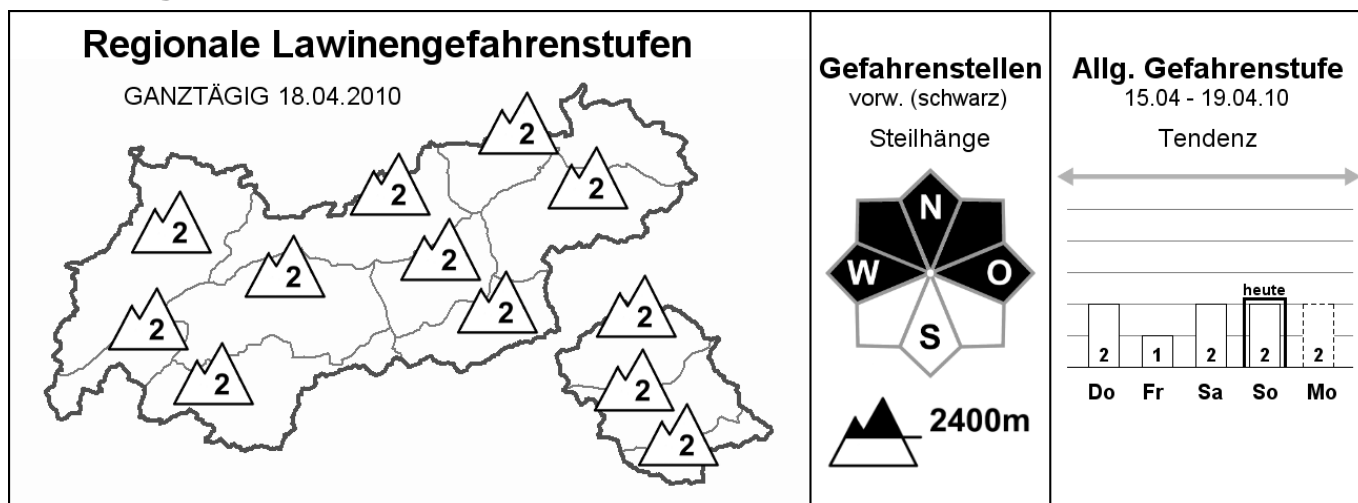 Regionale Lawinengefahrenstufen
GANZTÄGIG 18.04.2010
2
2
2
2
2
2
2
2
2
2
2
2
2
Gefahrenstellen
vorw. (schwarz)
Steilhänge
N
W
O
S
2400m
Allg. Gefahrenstufe
15.04 - 19.04.10
Tendenz
heute
2 1 2 2 2
Do Fr Sa So Mo